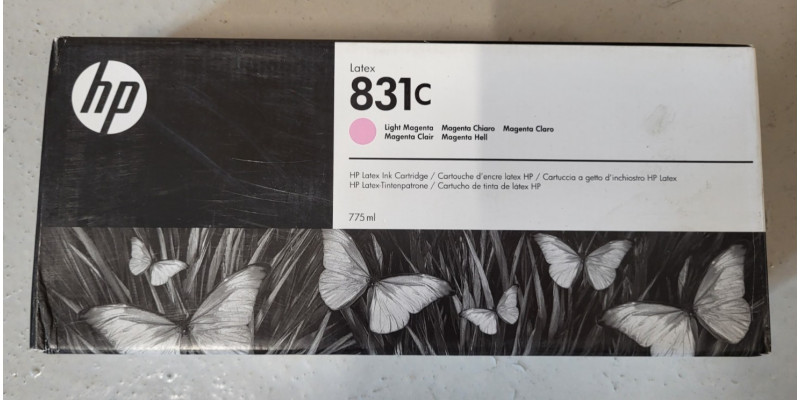 hp
Latex
831C
Light Magenta Magenta Chiaro Magenta Claro
Magenta Clair Magenta Hell
HP Latex Ink Cartridge / Cartouche d'encre latex HP / Cartuccia a getto d'inchiostro HP Latex
HP Latex-Tintenpatrone / Cartucho de tinta de látex HP
775 ml